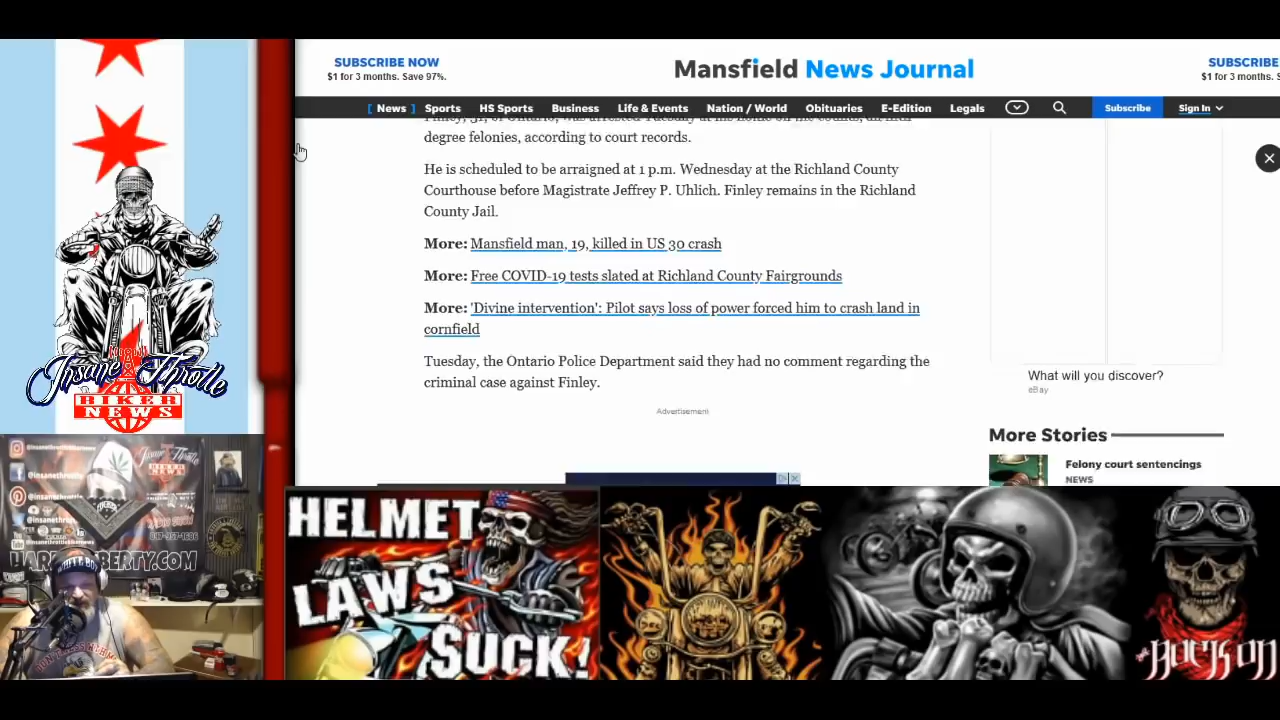 SUBSCRIBE NOW
$1 for 3 months. Save 97%.
Mansfield News Journal
SUBSCRIBE
$1 for 3 months. S
[ News ] Sports HS Sports Business Life & Events Nation / World Obituaries E-Edition Legals Subscribe Sign In
degree felonies, according to court records.
He is scheduled to be arraigned at 1 p.m. Wednesday at the Richland County
Courthouse before Magistrate Jeffrey P. Uhlich. Finley remains in the Richland
County Jail.
More: Mansfield man, 19, killed in US 30 crash
More: Free COVID-19 tests slated at Richland County Fairgrounds
More: 'Divine intervention': Pilot says loss of power forced him to crash land in
cornfield
Tuesday, the Ontario Police Department said they had no comment regarding the
criminal case against Finley.
Advertisement
What will you discover?
eBay
More Stories
Felony court sentencings
NEWS
Insane Throttle
BIKER
NEWS
HELMET
LAWS
SUCK!